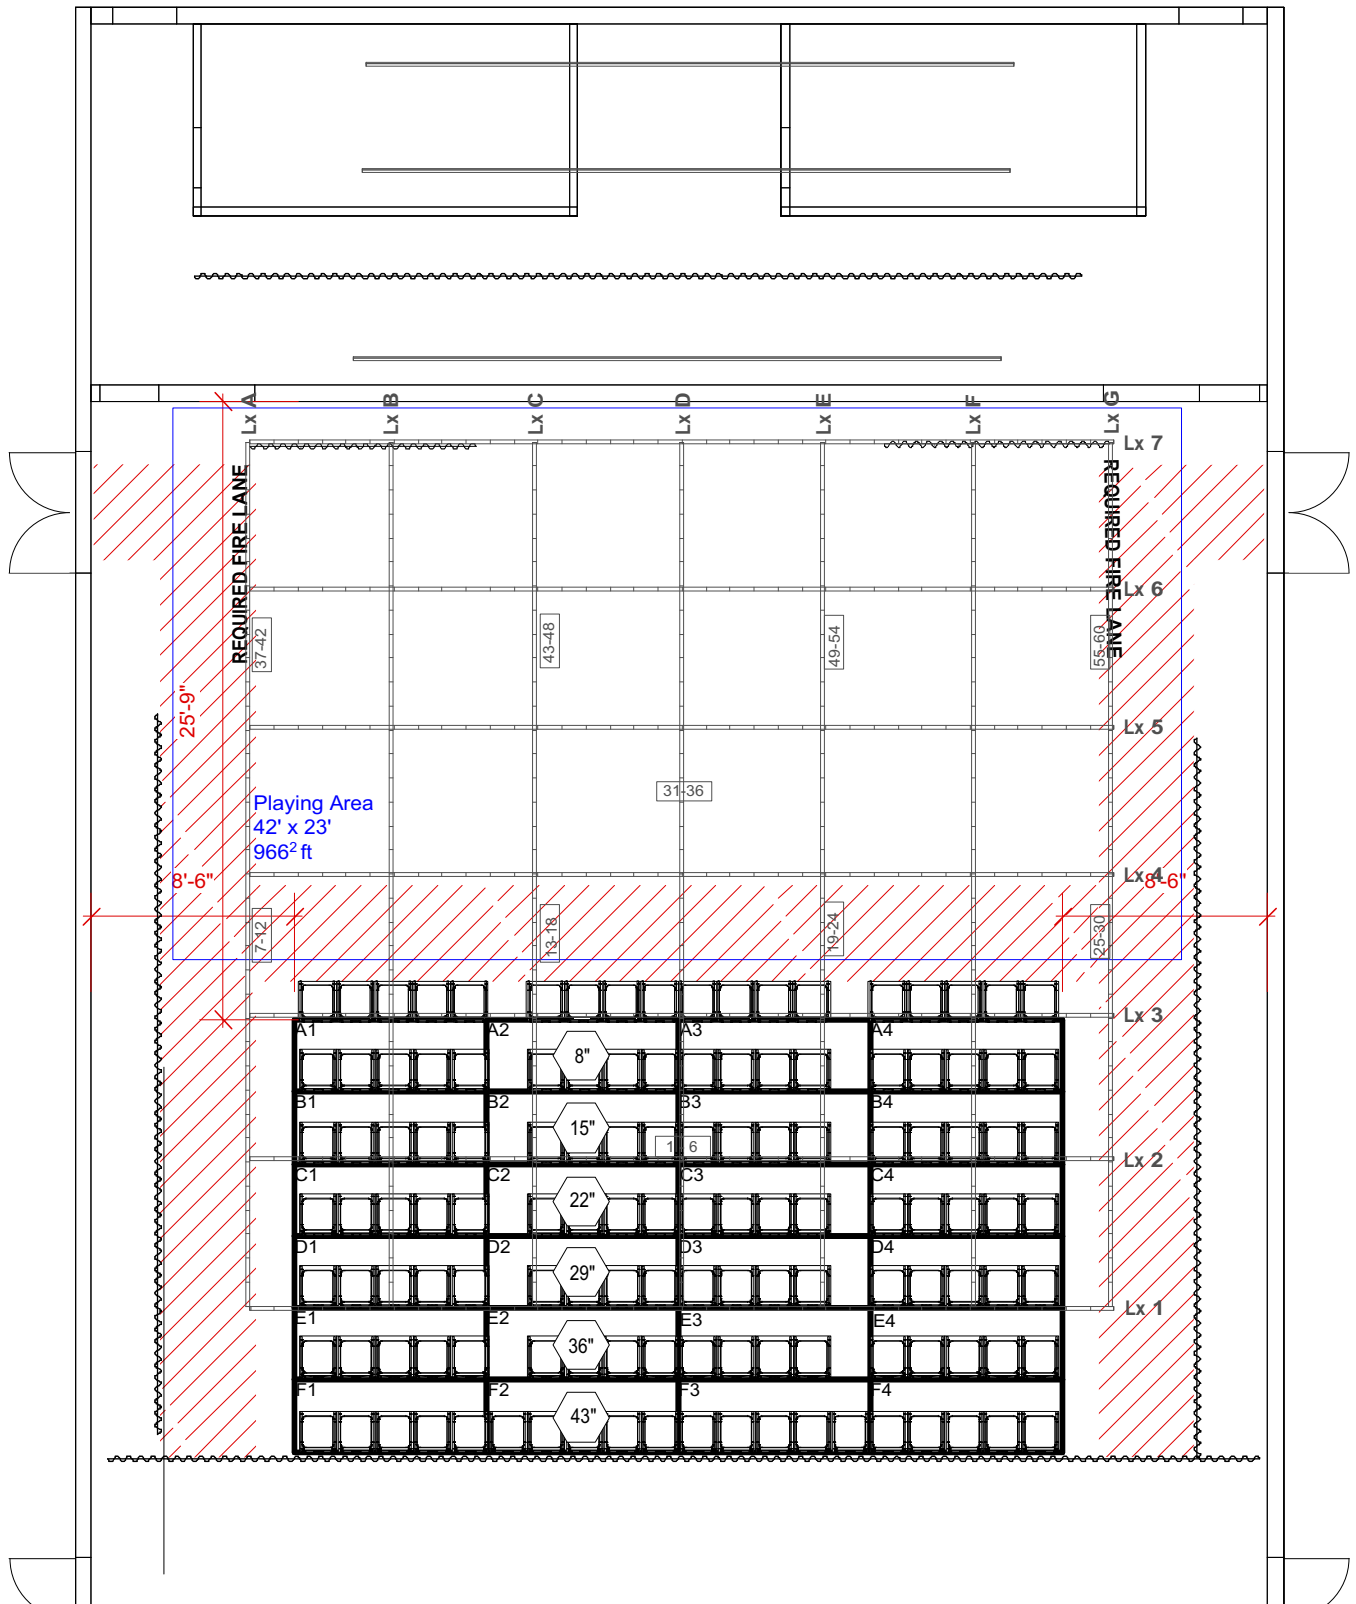 Lx A
Lx B
Lx C
Lx D
Lx E
Lx F
Lx G
Lx 7
REQUIRED FIRE LANE
REQUIRED FIRE LANE
Lx 6
37-42
43-48
49-54
55-60
25'-9"
Lx 5
31-36
Playing Area
42' x 23'
966² ft
8'-6"
Lx 4
8'-6"
7-12
13-18
19-24
25-30
Lx 3
A1
A2
A3
A4
8"
B1
B2
B3
B4
15"
6
Lx 2
C1
C2
C3
C4
22"
D1
D2
D3
D4
29"
Lx 1
E1
E2
E3
E4
36"
F1
F2
F3
F4
43"